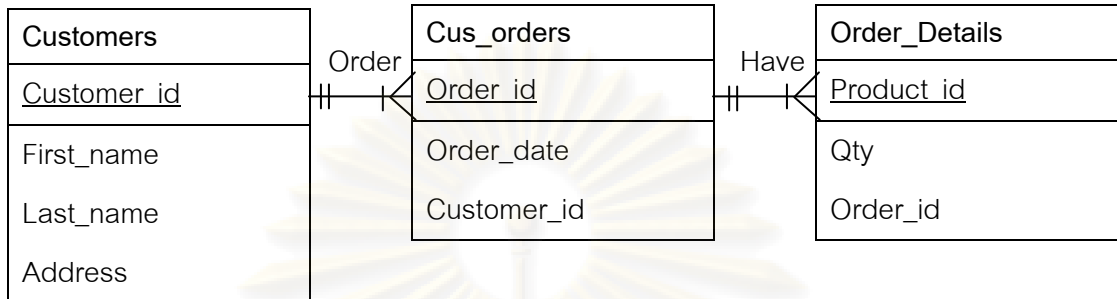 Customers
Customer_id
First_name
Last_name
Address
Order
Cus_orders
Order_id
Order_date
Customer_id
Have
Order_Details
Product_id
Qty
Order_id